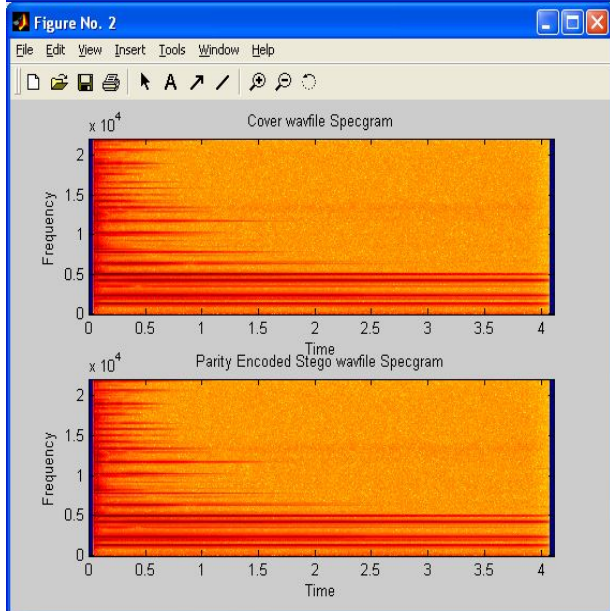 Figure No. 2
File Edit View Insert Tools Window Help
A
Cover wavfile Specgram
x 10^4
2
1.5
1
0.5
0
Frequency
0 0.5 1 1.5 2 2.5 3 3.5 4
Time
Parity Encoded Stego wavfile Specgram
x 10^4
2
1.5
1
0.5
0
Frequency
0 0.5 1 1.5 2 2.5 3 3.5 4
Time